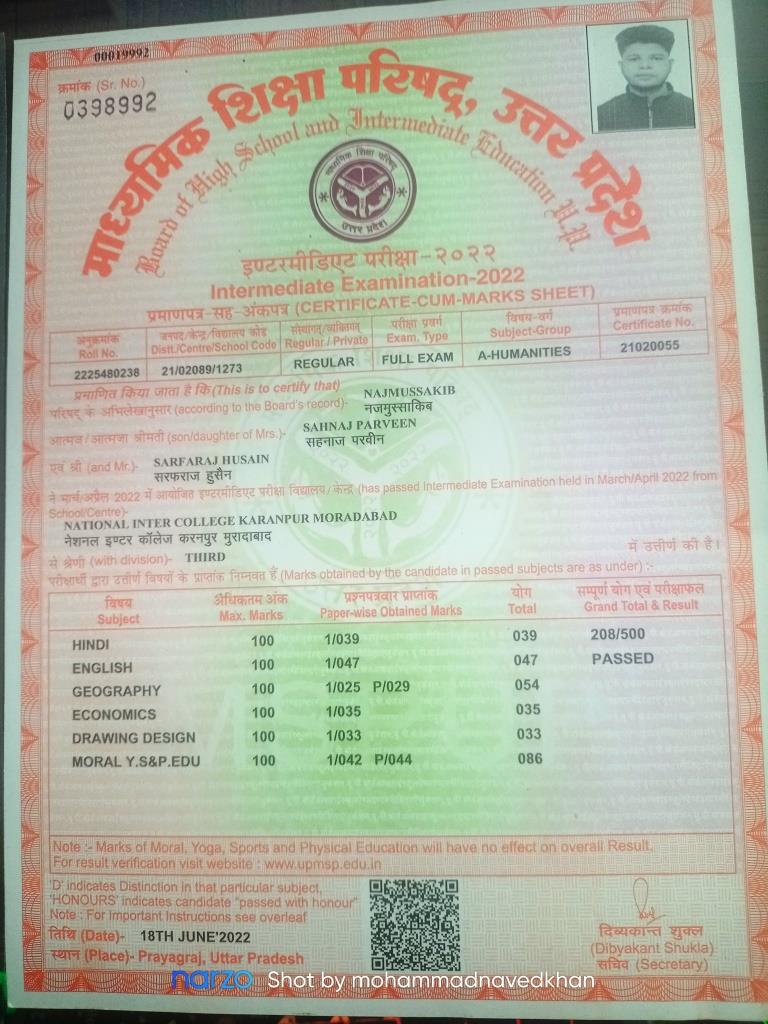 00019992
क्रमांक (Sr. No.)
0398992
माध्यमिक शिक्षा परिषद्, उत्तर प्रदेश
Board of High School and Intermediate Education U.P.
माध्यमिक शिक्षा परिषद
उत्तर प्रदेश
इण्टरमीडिएट परीक्षा-२०२२
Intermediate Examination-2022
प्रमाणपत्र-सह-अंकपत्र (CERTIFICATE-CUM-MARKS SHEET)
अनुक्रमांक जनपद/केन्द्र/विद्यालय कोड संस्थागत/व्यक्तिगत परीक्षा प्रवर्ग विषय-वर्ग प्रमाणपत्र-क्रमांक
Roll No. Distt./Centre/School Code Regular / Private Exam. Type Subject-Group Certificate No.
2225480238 21/02089/1273 REGULAR FULL EXAM A-HUMANITIES 21020055
प्रमाणित किया जाता है कि (This is to certify that) NAJMUSSAKIB
परिषद् के अभिलेखानुसार (according to the Board's record)- नजमुस्साकिब
SAHNAJ PARVEEN
आत्मज/आत्मजा श्रीमती (son/daughter of Mrs.)- सहनाज परवीन
एवं श्री (and Mr.)- SARFARAJ HUSAIN
सरफराज हुसैन
ने मार्च/अप्रैल 2022 में आयोजित इण्टरमीडिएट परीक्षा विद्यालय/केन्द्र (has passed Intermediate Examination held in March/April 2022 from
School/Centre)-
NATIONAL INTER COLLEGE KARANPUR MORADABAD
नेशनल इण्टर कॉलेज करनपुर मुरादाबाद
से श्रेणी (with division)- THIRD में उत्तीर्ण की है।
परीक्षार्थी द्वारा उत्तीर्ण विषयों के प्राप्तांक निम्नवत हैं (Marks obtained by the candidate in passed subjects are as under) :-
विषय अधिकतम अंक प्रश्नपत्रवार प्राप्तांक योग सम्पूर्ण योग एवं परीक्षाफल
Subject Max. Marks Paper-wise Obtained Marks Total Grand Total & Result
HINDI 100 1/039 039 208/500
ENGLISH 100 1/047 047 PASSED
GEOGRAPHY 100 1/025 P/029 054
ECONOMICS 100 1/035 035
DRAWING DESIGN 100 1/033 033
MORAL Y.S&P.EDU 100 1/042 P/044 086
Note :- Marks of Moral, Yoga, Sports and Physical Education will have no effect on overall Result.
For result verification visit website : www.upmsp.edu.in
'D' indicates Distinction in that particular subject,
'HONOURS' indicates candidate "passed with honour"
Note : For Important Instructions see overleaf
तिथि (Date)- 18TH JUNE'2022
स्थान (Place)- Prayagraj, Uttar Pradesh
दिव्यकान्त शुक्ल
(Dibyakant Shukla)
सचिव (Secretary)
narzo Shot by mohammadnavedkhan